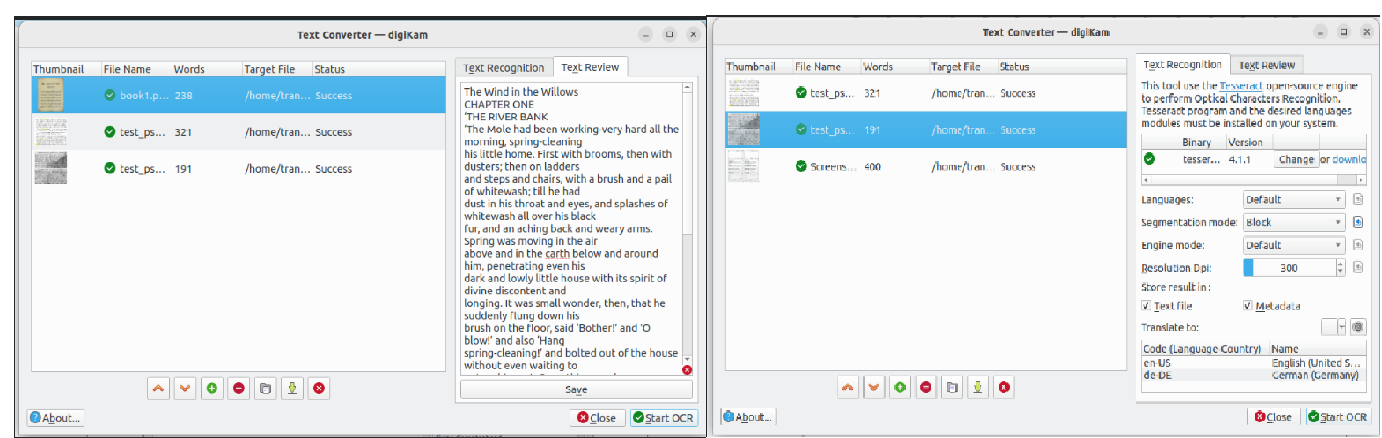 Text Converter — digiKam
Thumbnail File Name Words Target File Status
book1.p... 238 /home/tran... Success
test_ps... 321 /home/tran... Success
test_ps... 191 /home/tran... Success
About...
Text Recognition Text Review
The Wind in the Willows
CHAPTER ONE
'THE RIVER BANK
'The Mole had been working very hard all the
morning, spring-cleaning
his little home. First with brooms, then with
dusters; then on ladders
and steps and chairs, with a brush and a pail
of whitewash; till he had
dust in his throat and eyes, and splashes of
whitewash all over his black
fur, and an aching back and weary arms.
Spring was moving in the air
above and in the carth below and around
him, penetrating even his
dark and lowly little house with its spirit of
divine discontent and
longing. It was small wonder, then, that he
suddenly flung down his
brush on the floor, said 'Bother!' and 'O
blow!' and also 'Hang
spring-cleaning!' and bolted out of the house
without even waiting to
Save
Close Start OCR
Text Converter — digiKam
Thumbnail File Name Words Target File Status
test_ps... 321 /home/tran... Success
test_ps... 191 /home/tran... Success
Screens... 400 /home/tran... Success
About...
Text Recognition Text Review
This tool use the Tesseract open-source engine
to perform Optical Characters Recognition.
Tesseract program and the desired languages
modules must be installed on your system.
Binary Version
tesser... 4.1.1 Change or downlo
Languages: Default
Segmentation mode: Block
Engine mode: Default
Resolution Dpi: 300
Store result in :
Text file Metadata
Translate to:
Code (Language-Country) Name
en-US English (United S...
de-DE German (Germany)
Close Start OCR